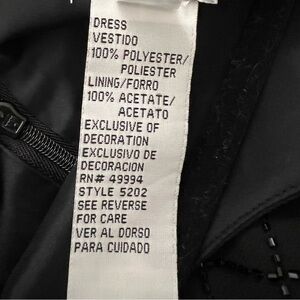 DRESS
VESTIDO
100% POLYESTER/
POLIESTER
LINING/FORRO
100% ACETATE/
ACETATO
EXCLUSIVE OF
DECORATION
EXCLUSIVO DE
DECORACION
RN# 49994
STYLE 5202
SEE REVERSE
FOR CARE
VER AL DORSO
PARA CUIDADO